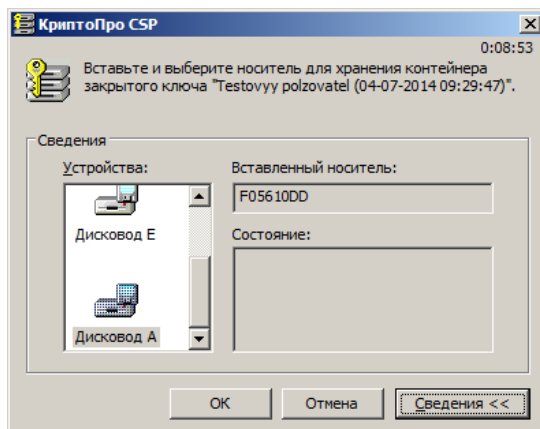 КриптоПро CSP
0:08:53
Вставьте и выберите носитель для хранения контейнера
закрытого ключа "Testovyy polzovatel (04-07-2014 09:29:47)".
Сведения
Устройства:
Вставленный носитель:
F05610DD
Дисковод E
Состояние:
Дисковод A
ОК
Отмена
Сведения <<